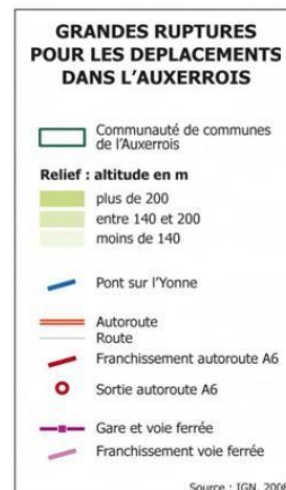 GRANDES RUPTURES
POUR LES DEPLACEMENTS
DANS L'AUXERROIS
Communauté de communes
de l'Auxerrois
Relief : altitude en m
plus de 200
entre 140 et 200
moins de 140
Pont sur l'Yonne
Autoroute
Route
Franchissement autoroute A6
Sortie autoroute A6
Gare et voie ferrée
Franchissement voie ferrée
Source : IGN, 2008